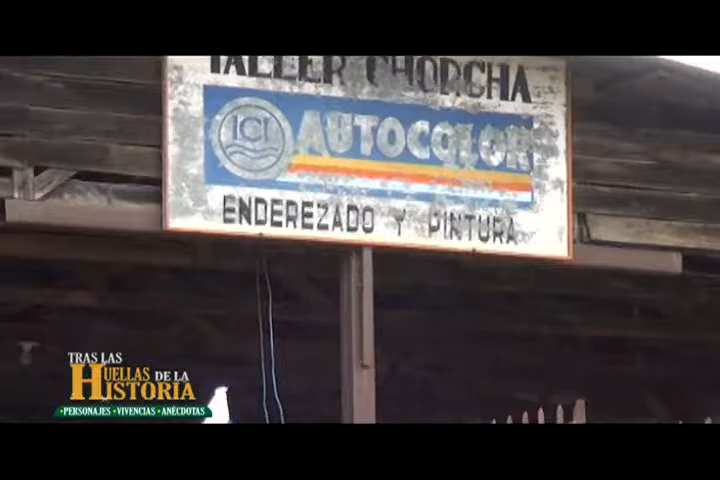 TALLER CHORCHA
ICI
AUTOCOLOR
ENDEREZADO Y PINTURA
TRAS LAS
HUELLAS DE LA
HISTORIA
•PERSONAJES •VIVENCIAS •ANÉCDOTAS